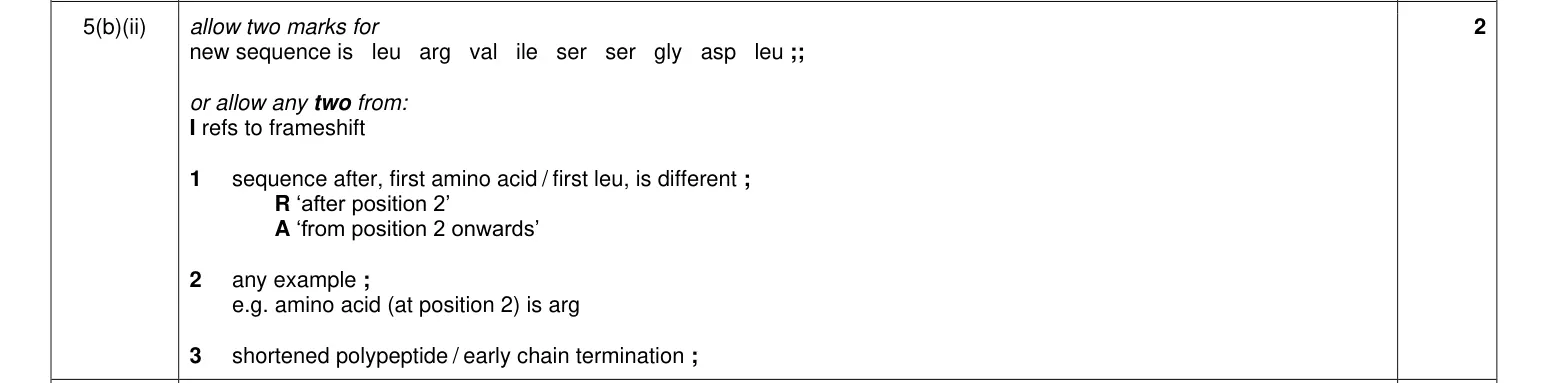 5(b)(ii) allow two marks for 2
new sequence is leu arg val ile ser ser gly asp leu ;;
or allow any two from:
I refs to frameshift
1 sequence after, first amino acid / first leu, is different ;
R ‘after position 2’
A ‘from position 2 onwards’
2 any example ;
e.g. amino acid (at position 2) is arg
3 shortened polypeptide / early chain termination ;